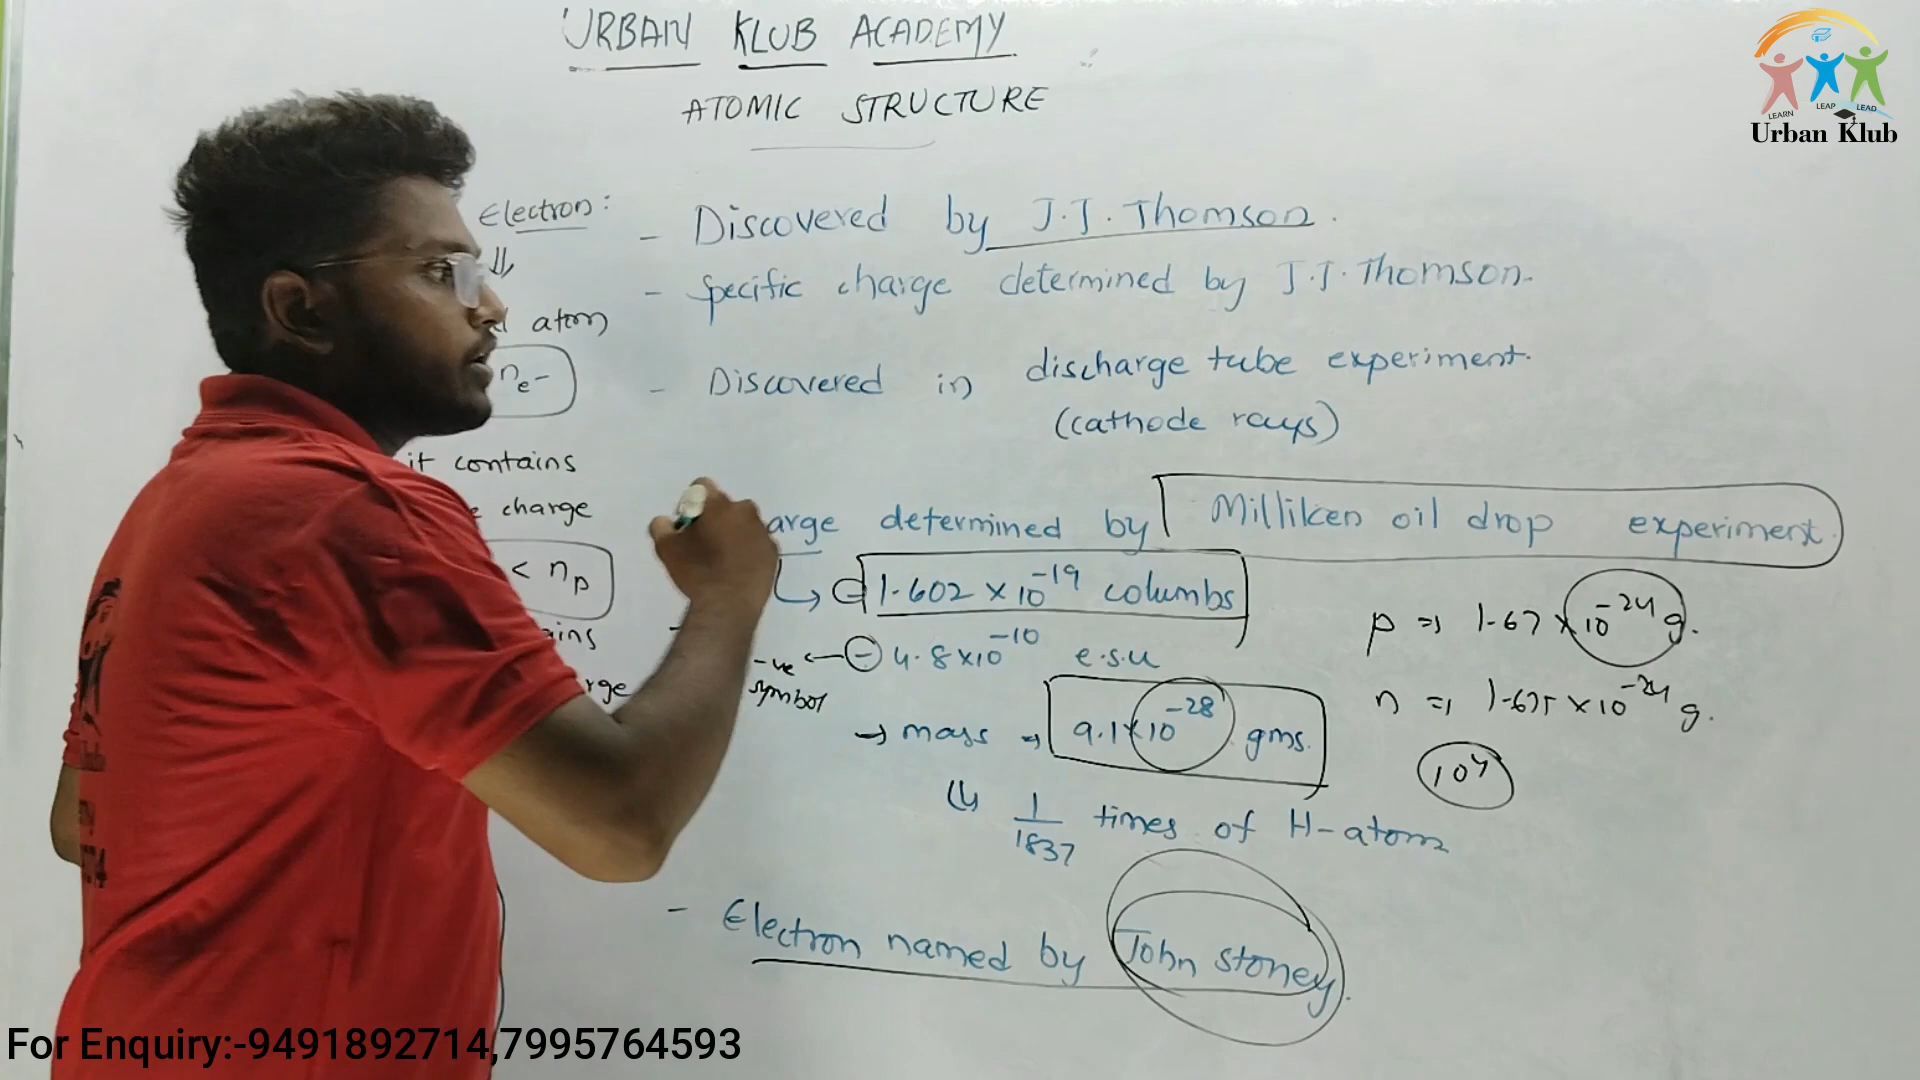 URBAN KLUB ACADEMY
ATOMIC STRUCTURE
LEARN LEAP LEAD
Urban Klub
Electron:
atom
ne-
it contains
charge
< np
- Discovered by J.J. Thomson.
- Specific charge determined by J.J. Thomson.
- Discovered in discharge tube experiment.
(cathode rays)
arge determined by Milliken oil drop experiment.
1.602 × 10-19 columbs
-ve symbol ← - 4.8×10-10 e.s.u
→ mass ⇒ 9.1×10-28 gms.
1/1837 times of H-atom
p ⇒ 1.67 × 10-24 g.
n ⇒ 1.675 × 10-24 g.
104
- Electron named by John Stoney.
For Enquiry:-9491892714,7995764593